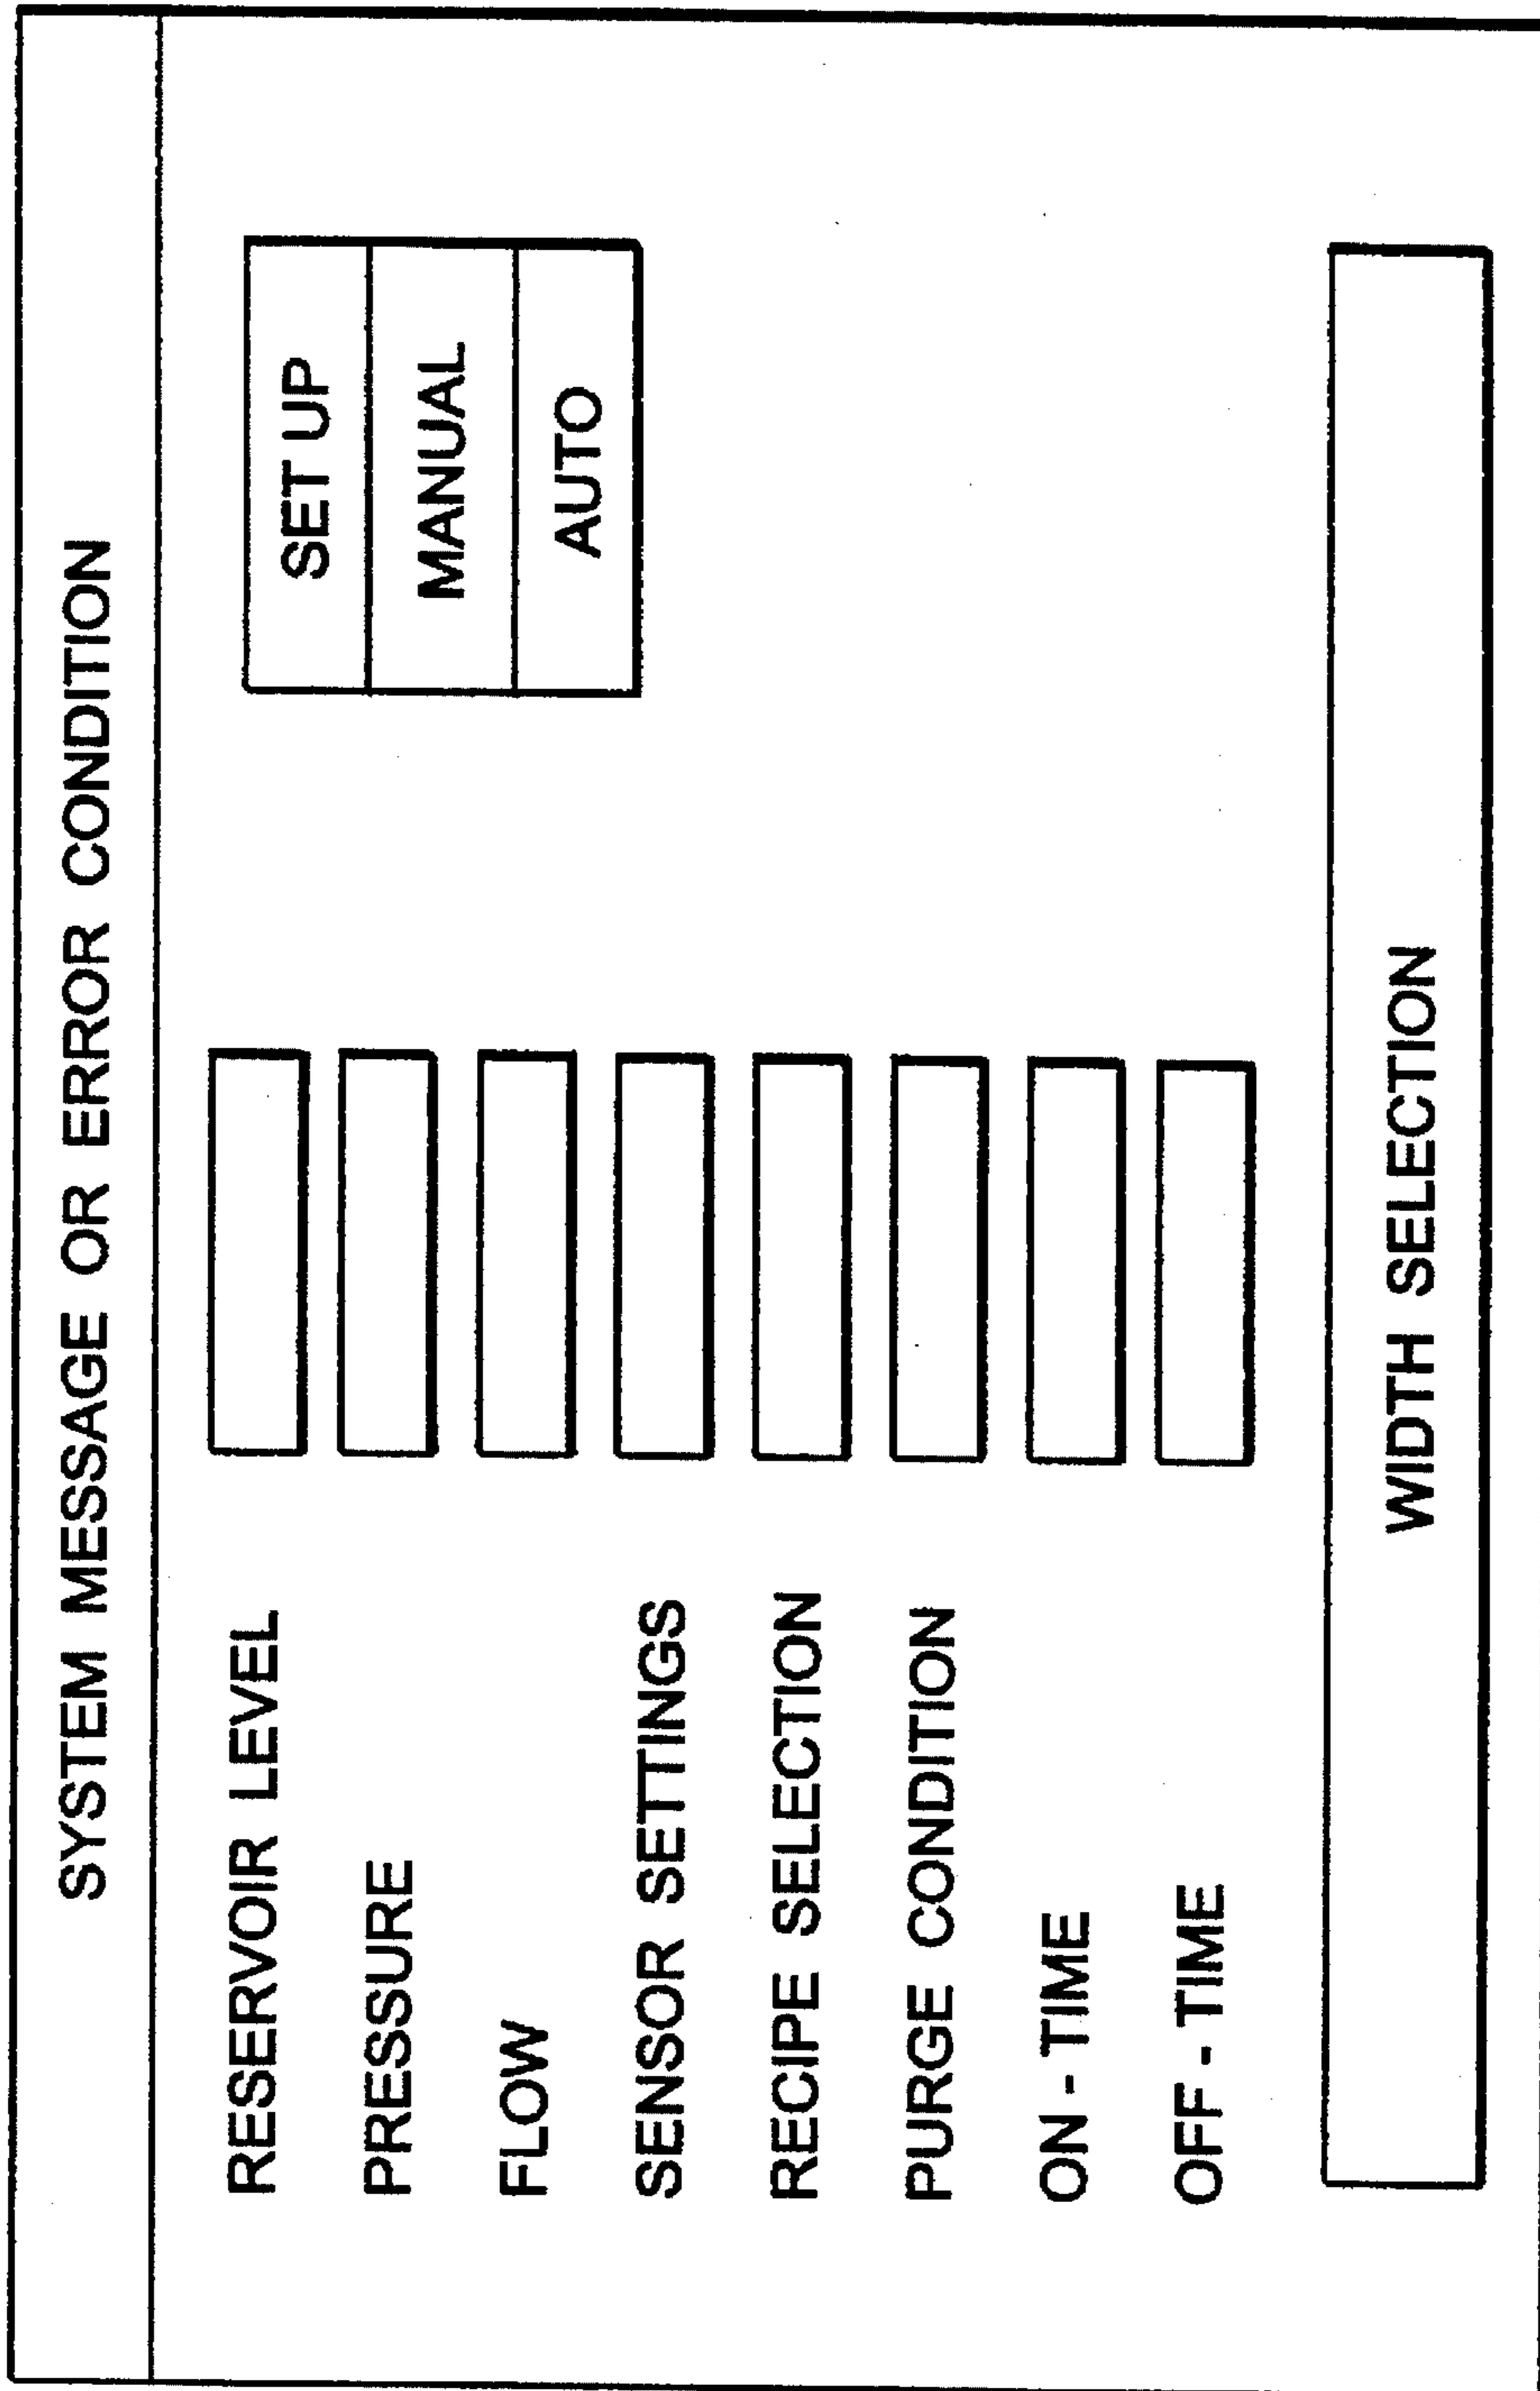 SYSTEM MESSAGE OR ERROR CONDITION
RESERVOIR LEVEL
PRESSURE
FLOW
SENSOR SETTINGS
RECIPE SELECTION
PURGE CONDITION
ON - TIME
OFF - TIME
SET UP
MANUAL
AUTO
WIDTH SELECTION